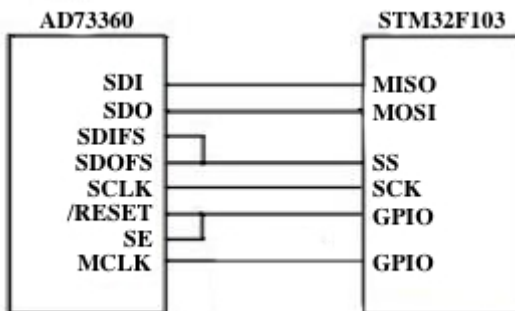 AD73360 STM32F103
SDI MISO
SDO MOSI
SDIFS
SDOFS SS
SCLK SCK
/RESET GPIO
SE
MCLK GPIO